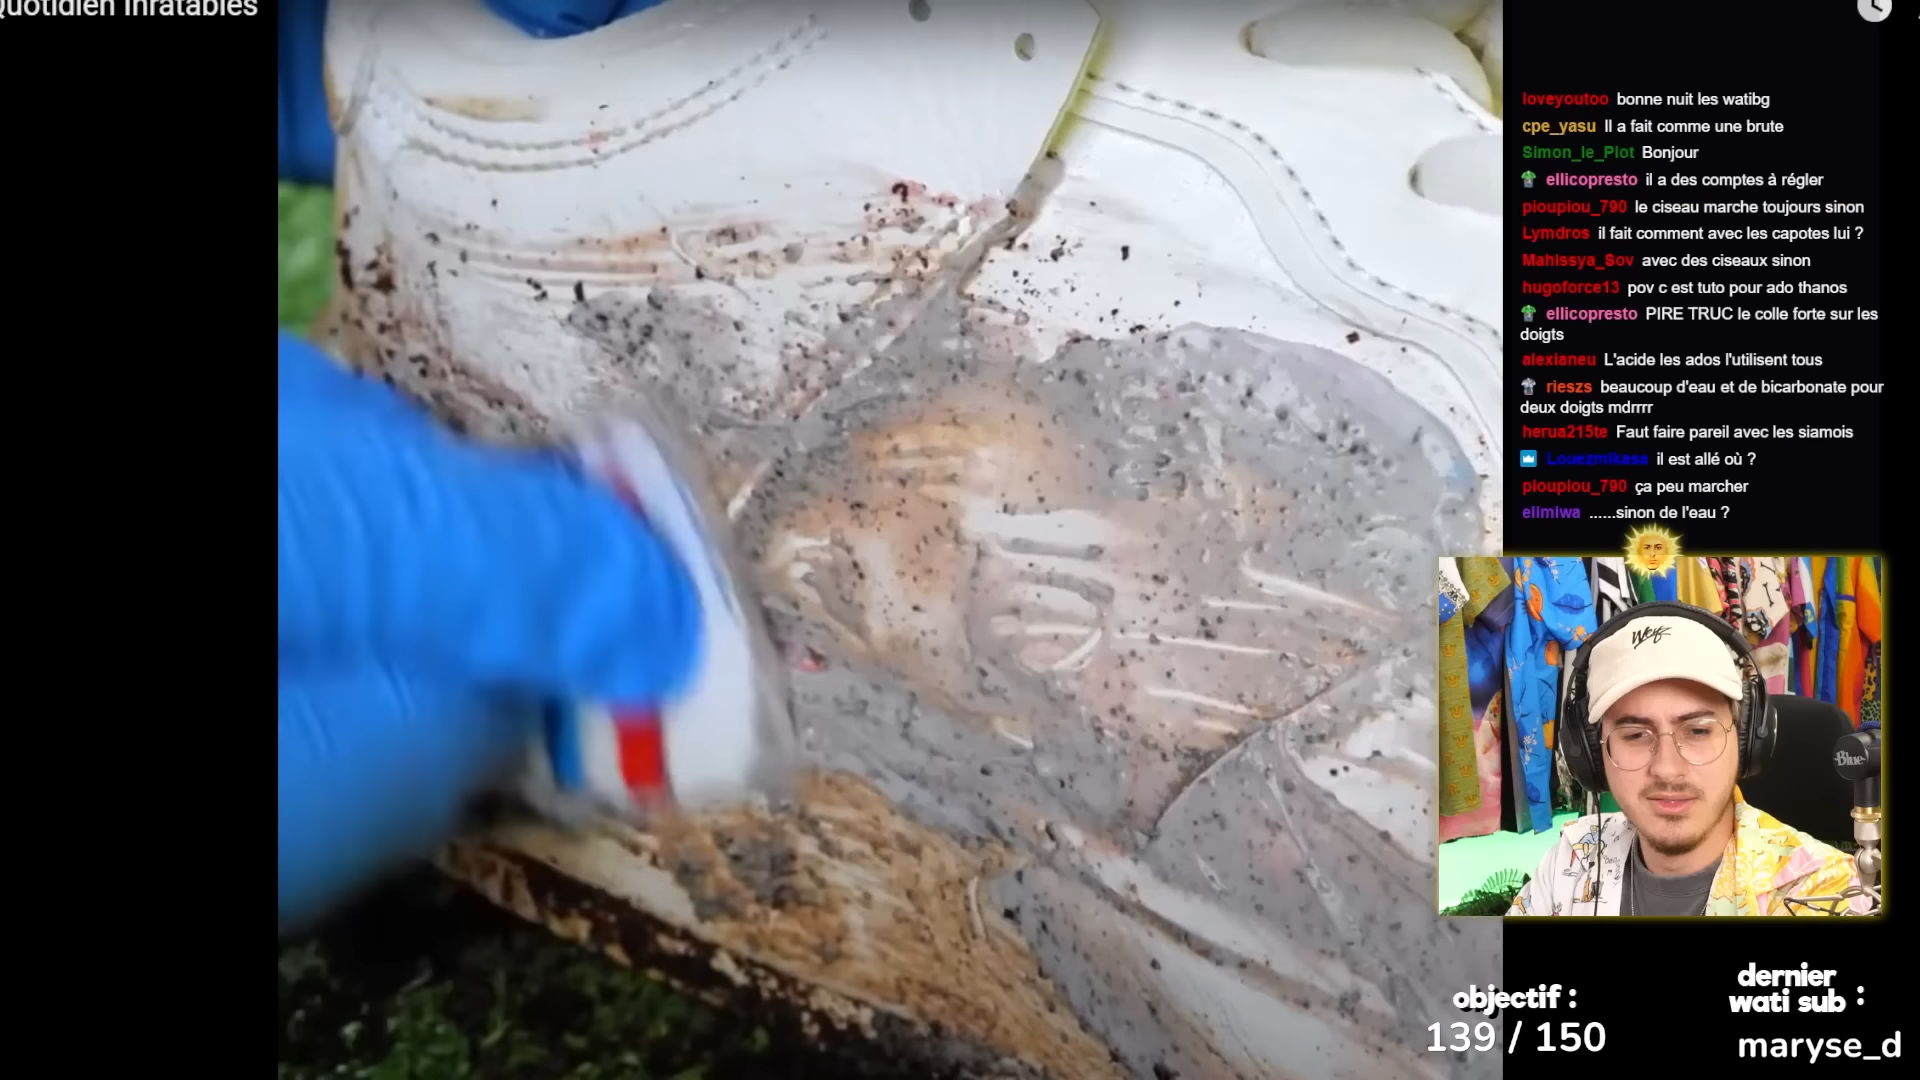 Quotidien Inratables
loveyoutoo bonne nuit les watibg
cpe_yasu Il a fait comme une brute
Simon_le_Plot Bonjour
ellicopresto il a des comptes à régler
pioupiou_790 le ciseau marche toujours sinon
Lymdros il fait comment avec les capotes lui ?
Mahissya_Sov avec des ciseaux sinon
hugoforce13 pov c est tuto pour ado thanos
ellicopresto PIRE TRUC le colle forte sur les
doigts
alexianeu L'acide les ados l'utilisent tous
rieszs beaucoup d'eau et de bicarbonate pour
deux doigts mdrrrr
herua215te Faut faire pareil avec les siamois
Louezmikasa il est allé où ?
pioupiou_790 ça peu marcher
elimiwa ......sinon de l'eau ?
Blue
objectif :
139 / 150
dernier
wati sub :
maryse_d